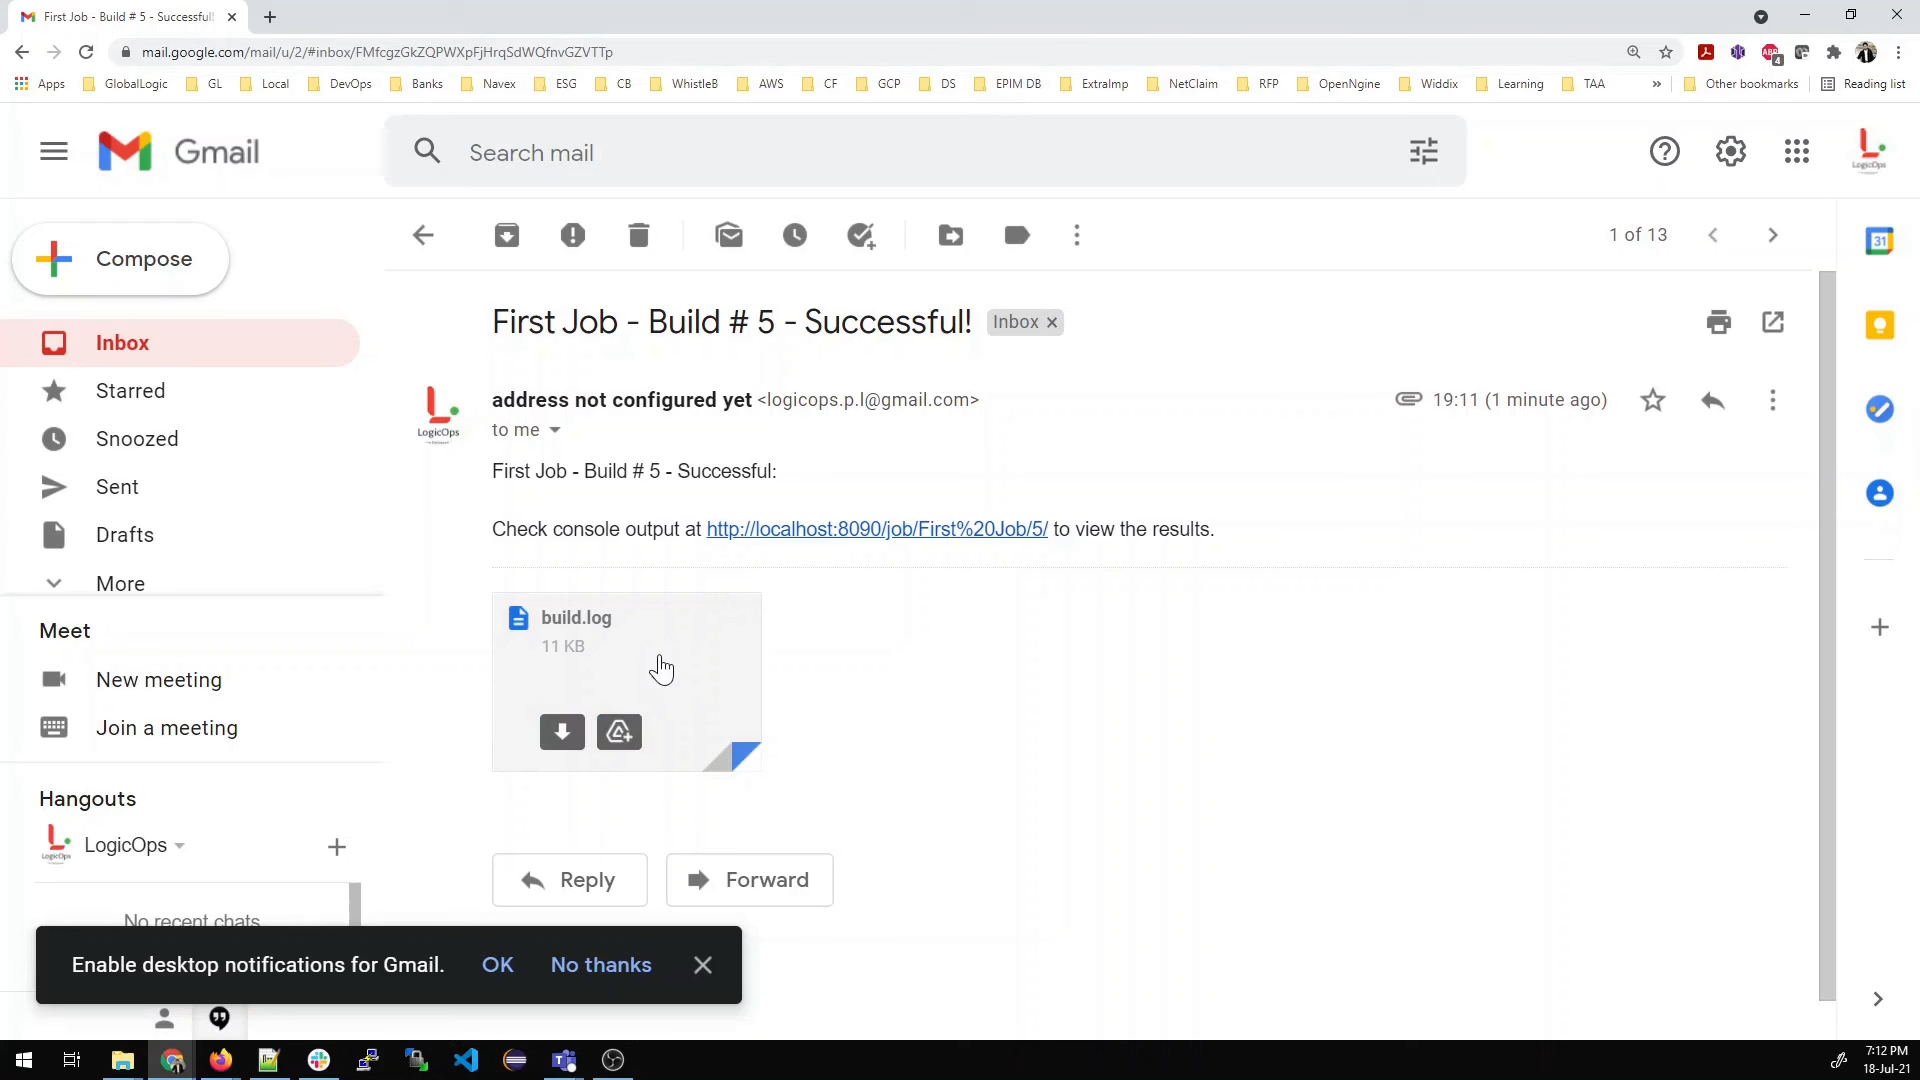 First Job - Build # 5 - Successful!
mail.google.com/mail/u/2/#inbox/FMfcgzGkZQPWXpFjHrqSdWQfnvGZVTTp
Apps GlobalLogic GL Local DevOps Banks Navex ESG CB WhistleB AWS CF GCP DS EPIM DB ExtraImp NetClaim RFP OpenNgine Widdix Learning TAA » Other bookmarks Reading list
Gmail
Search mail
LogicOps
Compose
1 of 13
31
Inbox
Starred
Snoozed
Sent
Drafts
More
First Job - Build # 5 - Successful! Inbox
LogicOps
address not configured yet <logicops.p.l@gmail.com>
19:11 (1 minute ago)
to me
First Job - Build # 5 - Successful:
Check console output at http://localhost:8090/job/First%20Job/5/ to view the results.
build.log
11 KB
Reply
Forward
Meet
New meeting
Join a meeting
Hangouts
LogicOps
No recent chats
Enable desktop notifications for Gmail. OK No thanks
7:12 PM
18-Jul-21